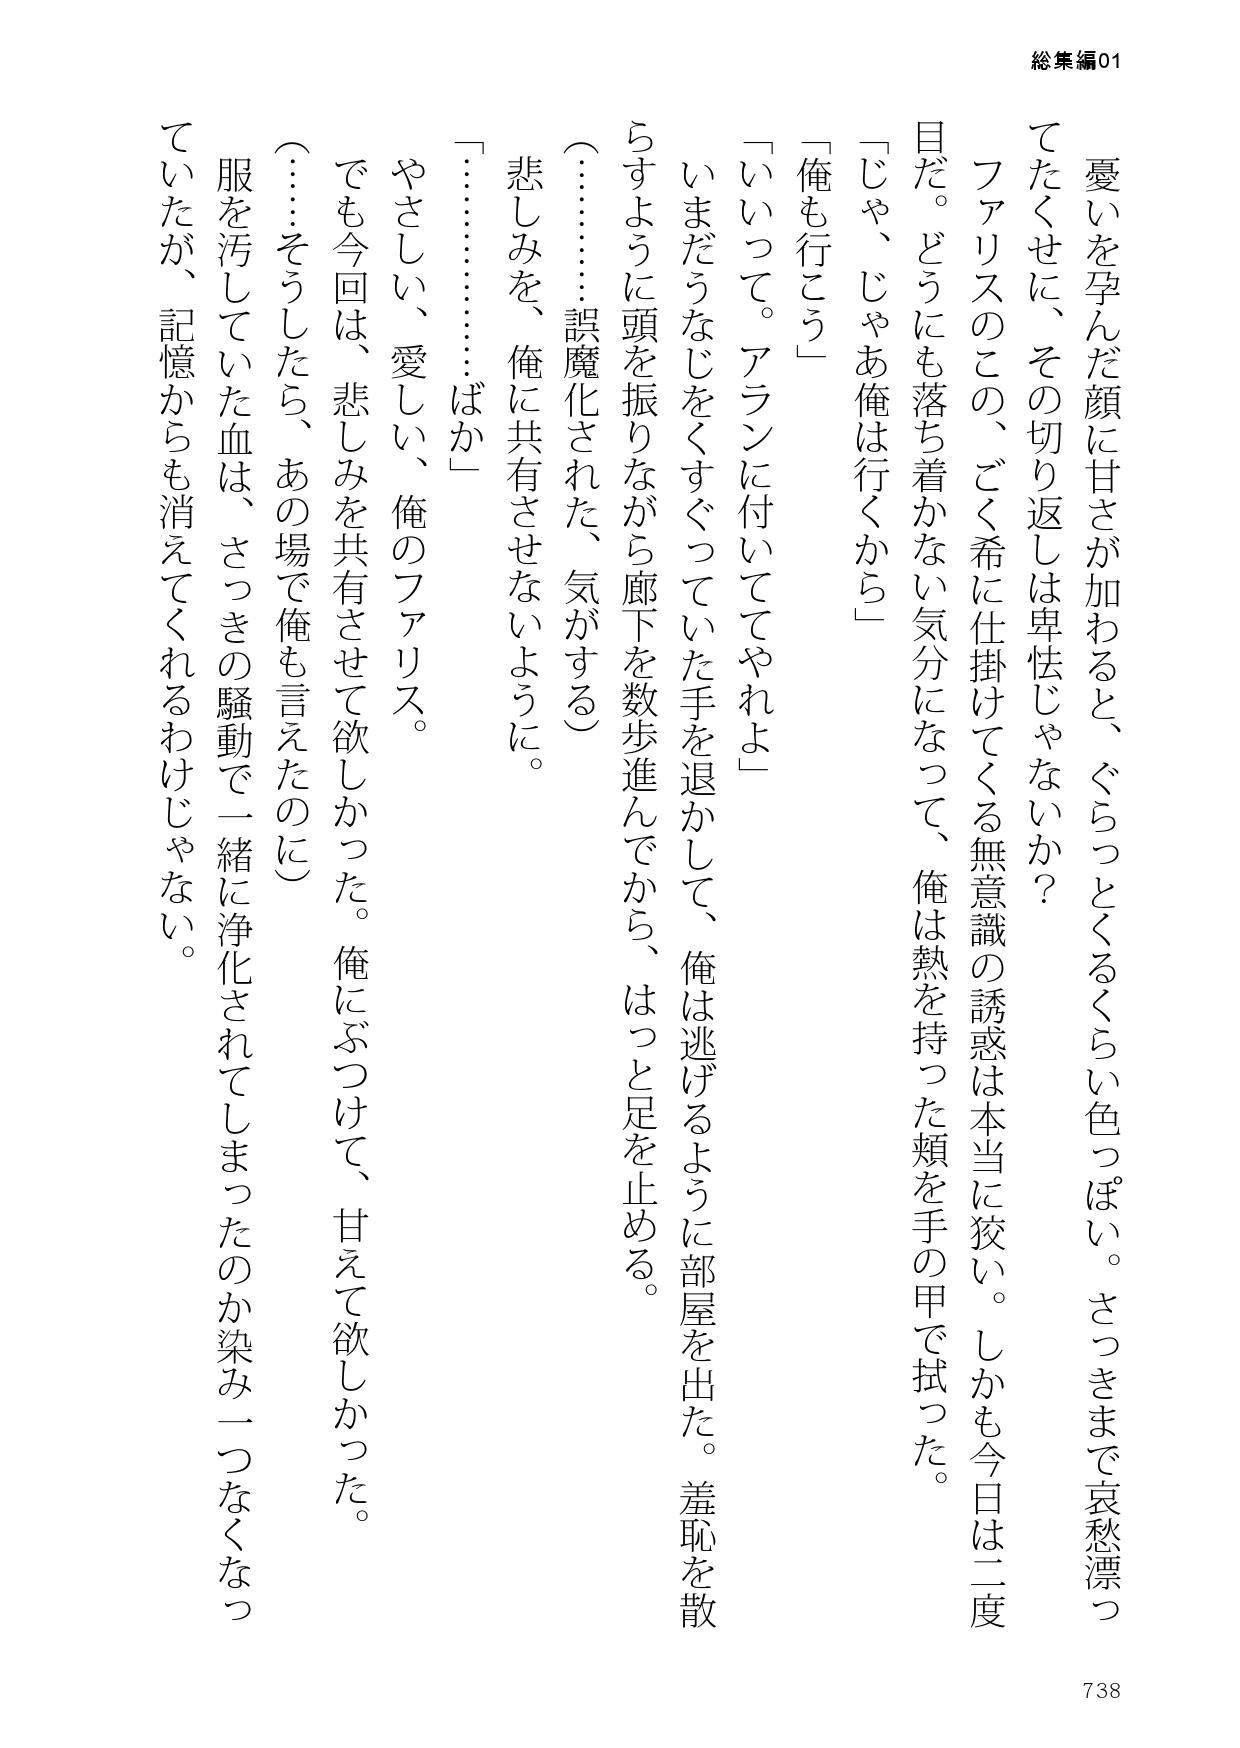 総集編01
　憂いを孕んだ顔に甘さが加わると、ぐらっとくるくらい色っぽい。さっきまで哀愁漂っ
てたくせに、その切り返しは卑怯じゃないか？
　ファリスのこの、ごく希に仕掛けてくる無意識の誘惑は本当に狡い。しかも今日は二度
目だ。どうにも落ち着かない気分になって、俺は熱を持った頬を手の甲で拭った。
「じゃ、じゃあ俺は行くから」
「俺も行こう」
「いいって。アランに付いててやれよ」
　いまだうなじをくすぐっていた手を退かして、俺は逃げるように部屋を出た。羞恥を散
らすように頭を振りながら廊下を数歩進んでから、はっと足を止める。
（…………誤魔化された、気がする）
　悲しみを、俺に共有させないように。
「………………ばか」
　やさしい、愛しい、俺のファリス。
　でも今回は、悲しみを共有させて欲しかった。俺にぶつけて、甘えて欲しかった。
（……そうしたら、あの場で俺も言えたのに）
　服を汚していた血は、さっきの騒動で一緒に浄化されてしまったのか染み一つなくなっ
ていたが、記憶からも消えてくれるわけじゃない。
738